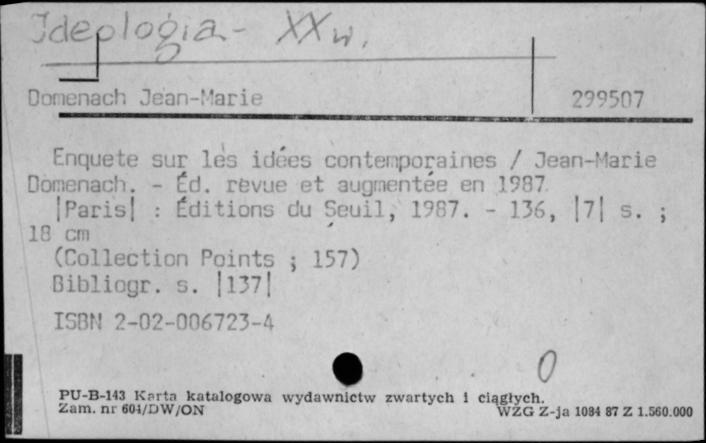 Ideologia - XX w.
Domenach Jean-Marie 299507
Enquete sur les idées contemporaines / Jean-Marie
Domenach. - Éd. revue et augmentée en 1987.
|Paris| : Éditions du Seuil, 1987. - 136, |7| s. ;
18 cm
(Collection Points ; 157)
Bibliogr. s. |137|
ISBN 2-02-006723-4
0
PU-B-143 Karta katalogowa wydawnictw zwartych i ciągłych.
Zam. nr 604/DW/ON WZG Z-ja 1084 87 Z 1.560.000